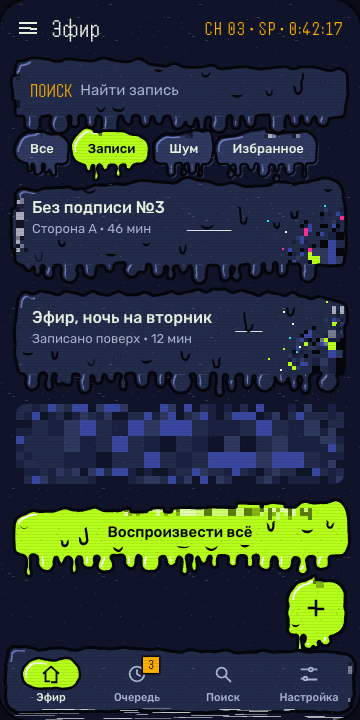 Эфир
CH 03 • SP • 0:42:17
ПОИСК Найти запись
Все
Записи
Шум
Избранное
Без подписи №3
Сторона A • 46 мин
Эфир, ночь на вторник
Записано поверх • 12 мин
Воспроизвести всё
+
3
Эфир
Очередь
Поиск
Настройка